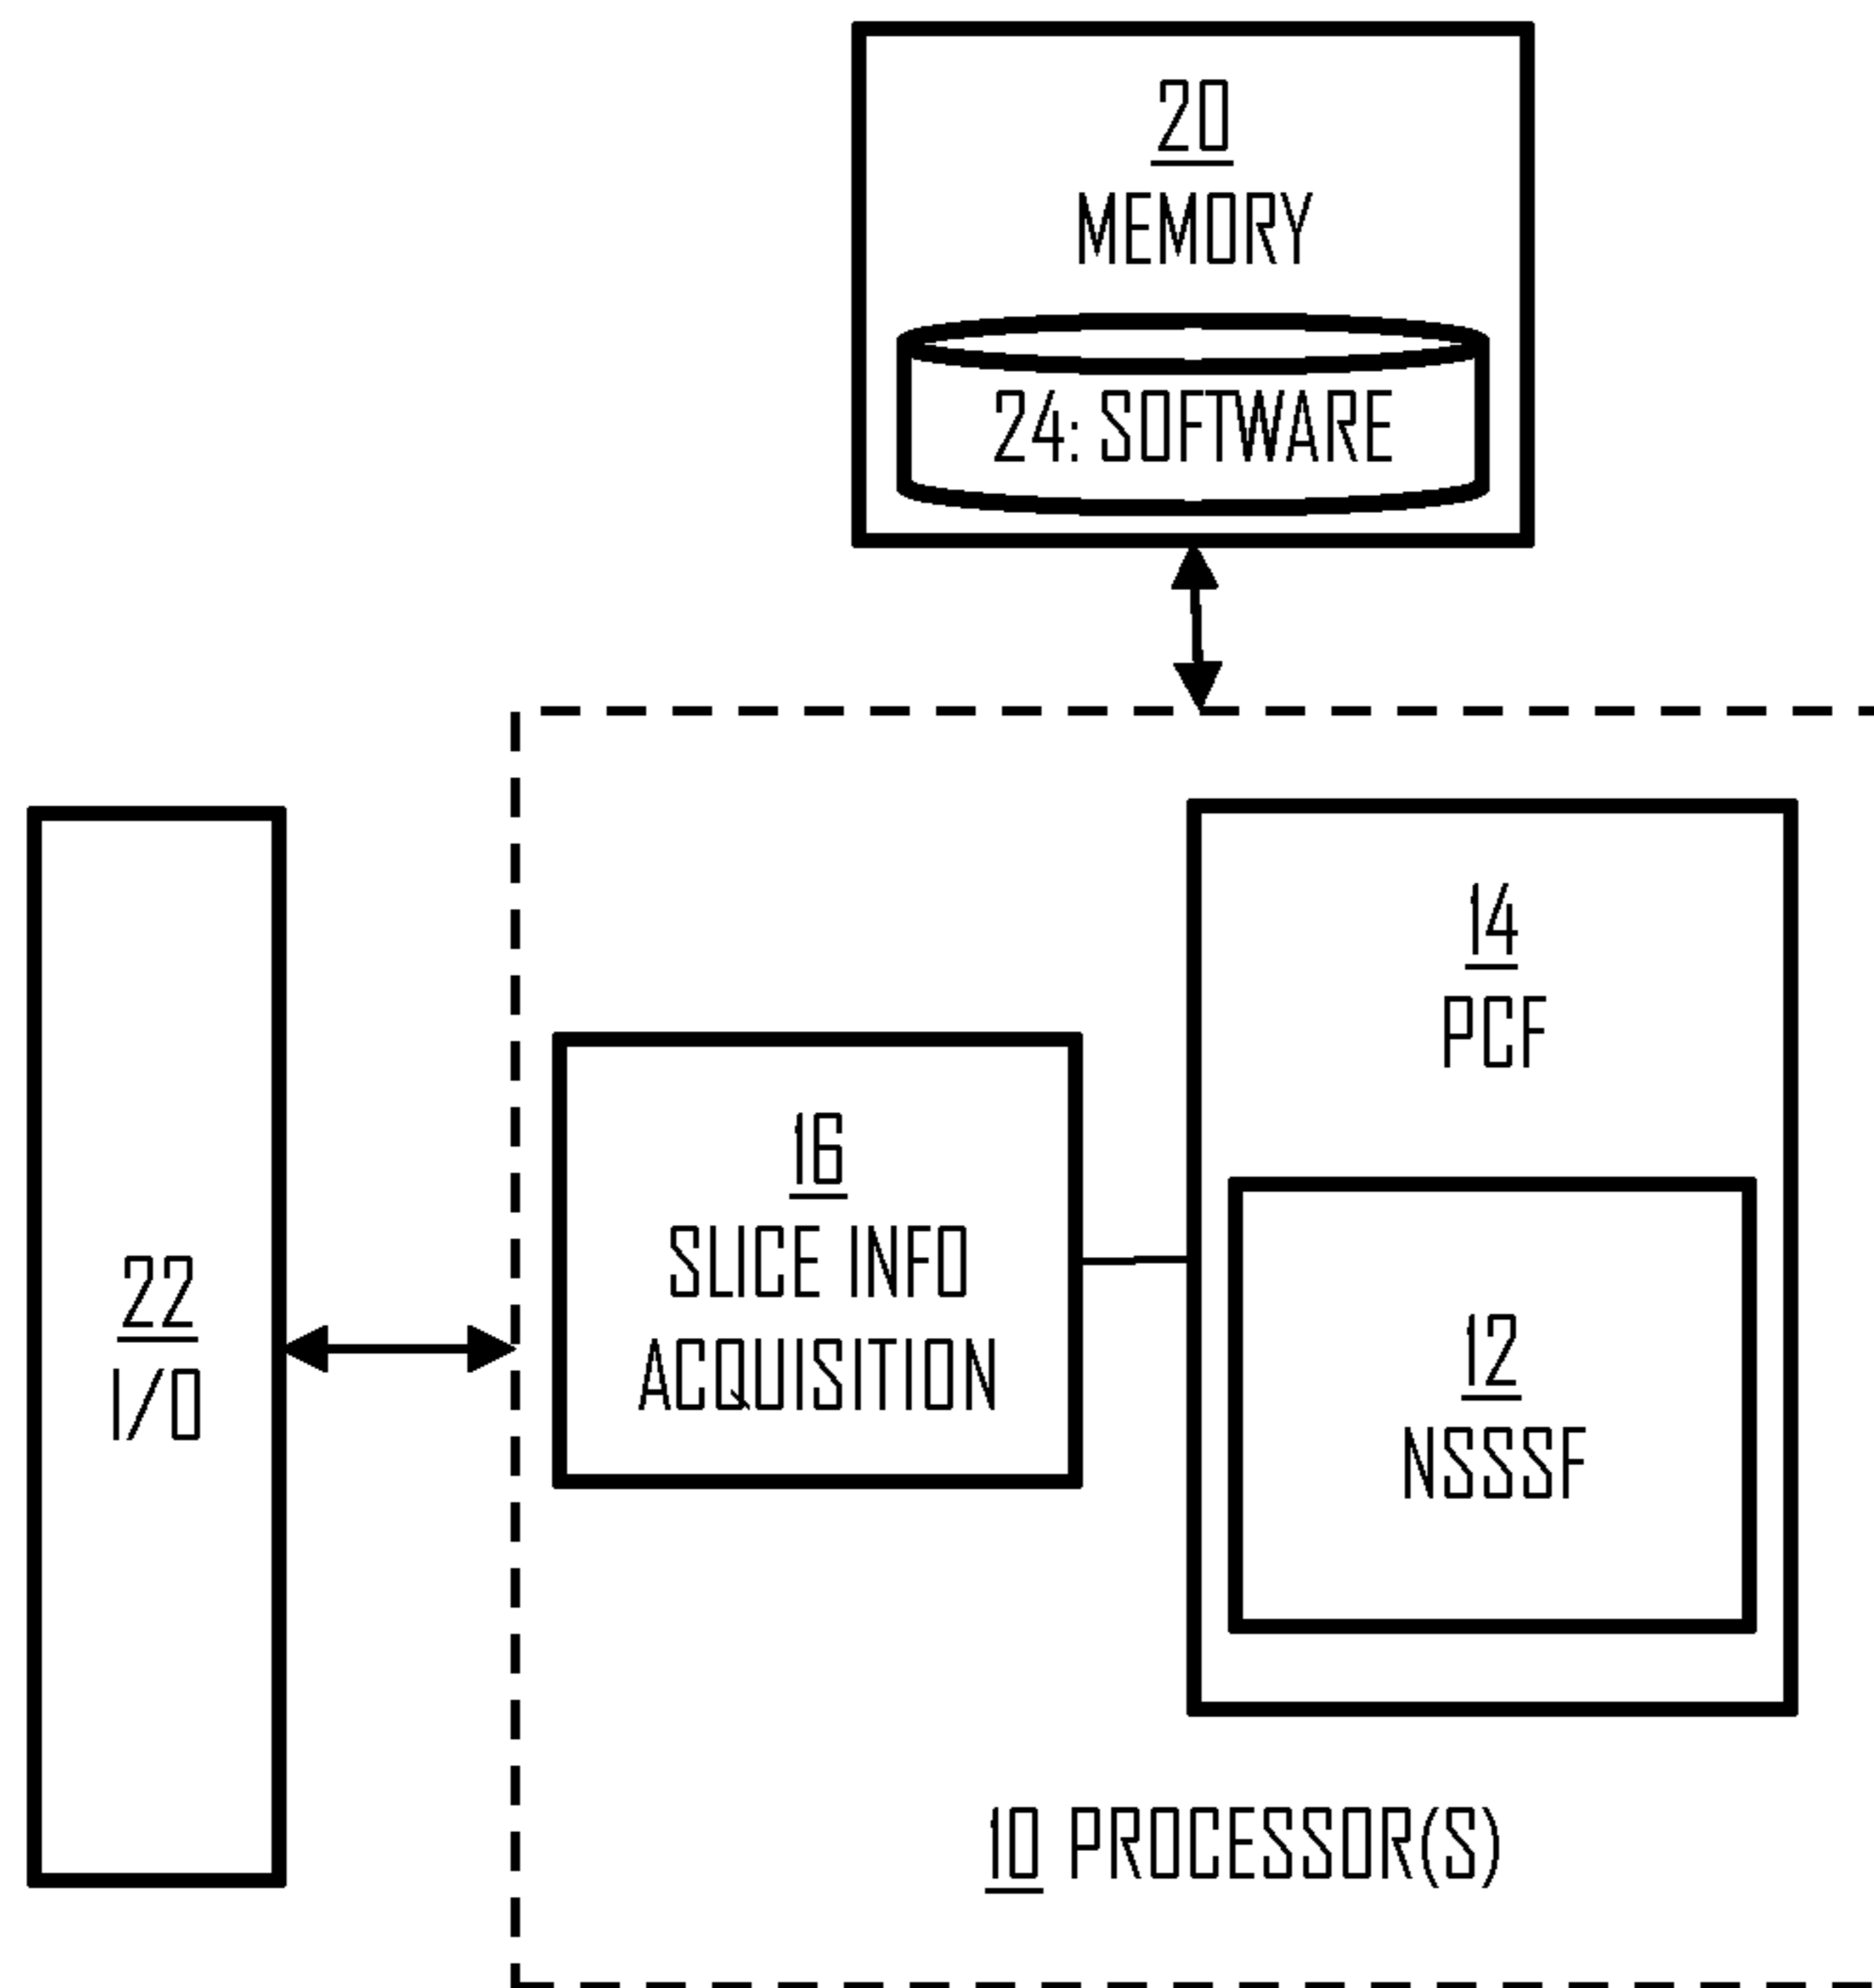 20
MEMORY
24: SOFTWARE
14
PCF
16
SLICE INFO
ACQUISITION
22
I/O
12
NSSSF
10 PROCESSOR(S)